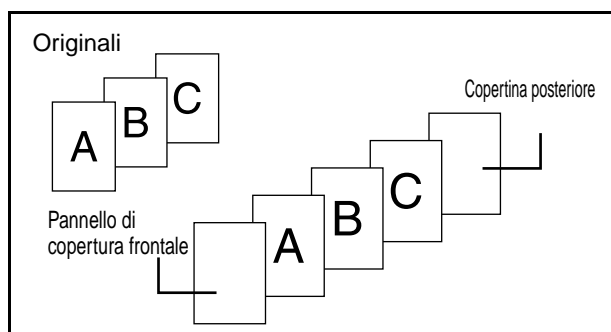 Originali
A
B
C
Copertina posteriore
Pannello di
copertura frontale
A
B
C